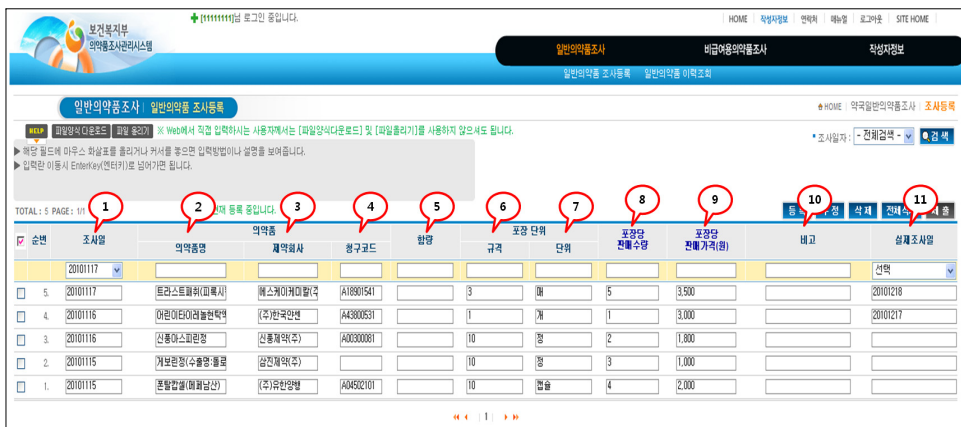 보건복지부
의약품조사관리시스템
[11111111]님 로그인 중입니다.
HOME | 작성자정보 | 연락처 | 매뉴얼 | 로그아웃 | SITE HOME
일반의약품조사 비급여용의약품조사 작성자정보
일반의약품 조사등록 일반의약품 이력조회
일반의약품조사 | 일반의약품 조사등록
HOME | 약국일반의약품조사 | 조사등록
HELP 파일양식 다운로드 파일 올리기 ※ Web에서 직접 입력하시는 사용자께서는 [파일양식다운로드] 및 [파일올리기]를 사용하지 않으셔도 됩니다.
조사일자 : - 전체검색 - 검색
▶ 해당 필드에 마우스 화살표를 올리거나 커서를 놓으면 입력방법이나 설명을 보여줍니다.
▶ 입력란 이동시 EnterKey(엔터키)로 넘어가면 됩니다.
TOTAL : 5 PAGE : 1/1 등록 중입니다.
삭제
1 2 3 4 5 6 7 8 9 10 11
순번 조사일 의약품 함량 포장 단위 포장당 판매수량 포장당 판매가격(원) 비고 실제조사일
의약품명 제약회사 청구코드 규격 단위
20101117 선택
5. 20101117 트라스트패취(피록시 에스케이케미칼(주 A18901541 3 매 5 3,500 20101218
4. 20101116 어린이타이레놀현탁액 (주)한국얀센 A43800531 1 개 1 3,000 20101217
3. 20101116 신풍아스피린정 신풍제약(주) A00300081 10 정 2 1,800
2. 20101115 게보린정(수출명:돌로 삼진제약(주) 10 정 3 1,000
1. 20101115 폰탈캅셀(메페남산) (주)유한양행 A04502101 10 캡슐 4 2,000
1